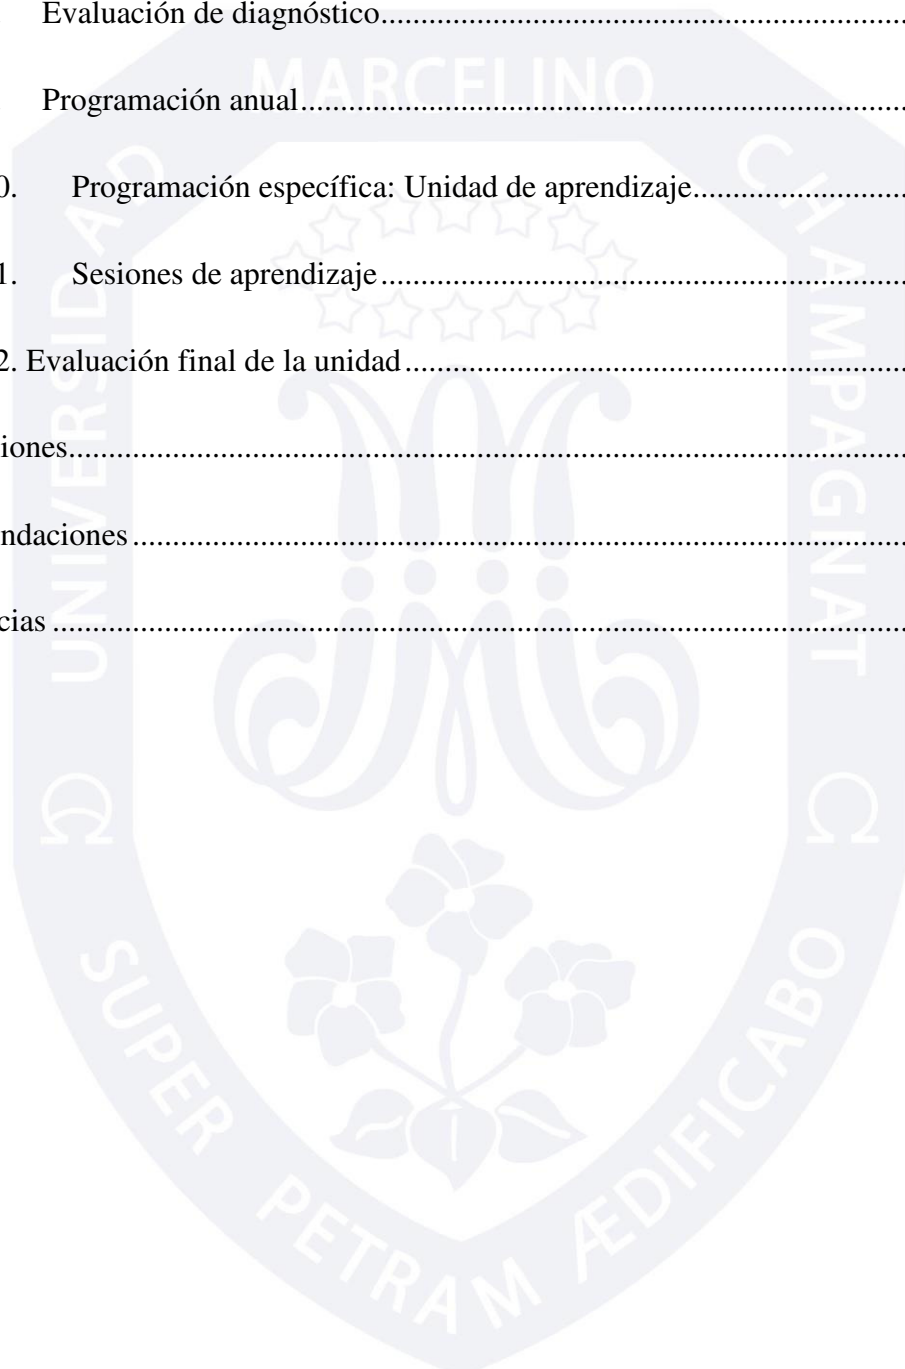 Evaluación de diagnóstico........................................................................
Programación anual....................................................................................
0. Programación específica: Unidad de aprendizaje..............................
1. Sesiones de aprendizaje........................................................................
2. Evaluación final de la unidad.....................................................................
iones.....................................................................................................................
ndaciones...........................................................................................................
cias.......................................................................................................................
UNIVERSIDAD MARCELINO CHAMPAGNAT
SUPER PETRAM ÆDIFICABO